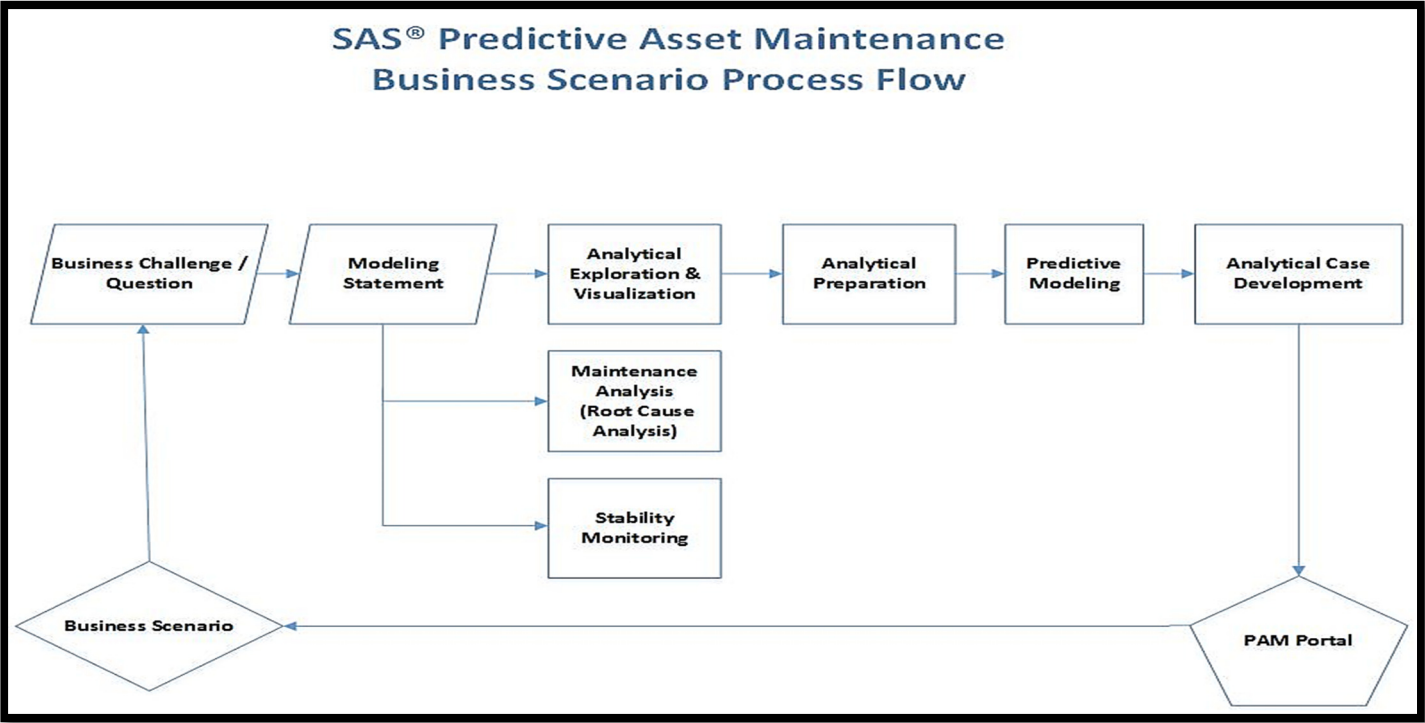 SAS® Predictive Asset Maintenance
Business Scenario Process Flow
Business Challenge /
Question
Modeling
Statement
Analytical
Exploration &
Visualization
Analytical
Preparation
Predictive
Modeling
Analytical Case
Development
Maintenance
Analysis
(Root Cause
Analysis)
Stability
Monitoring
Business Scenario
PAM Portal